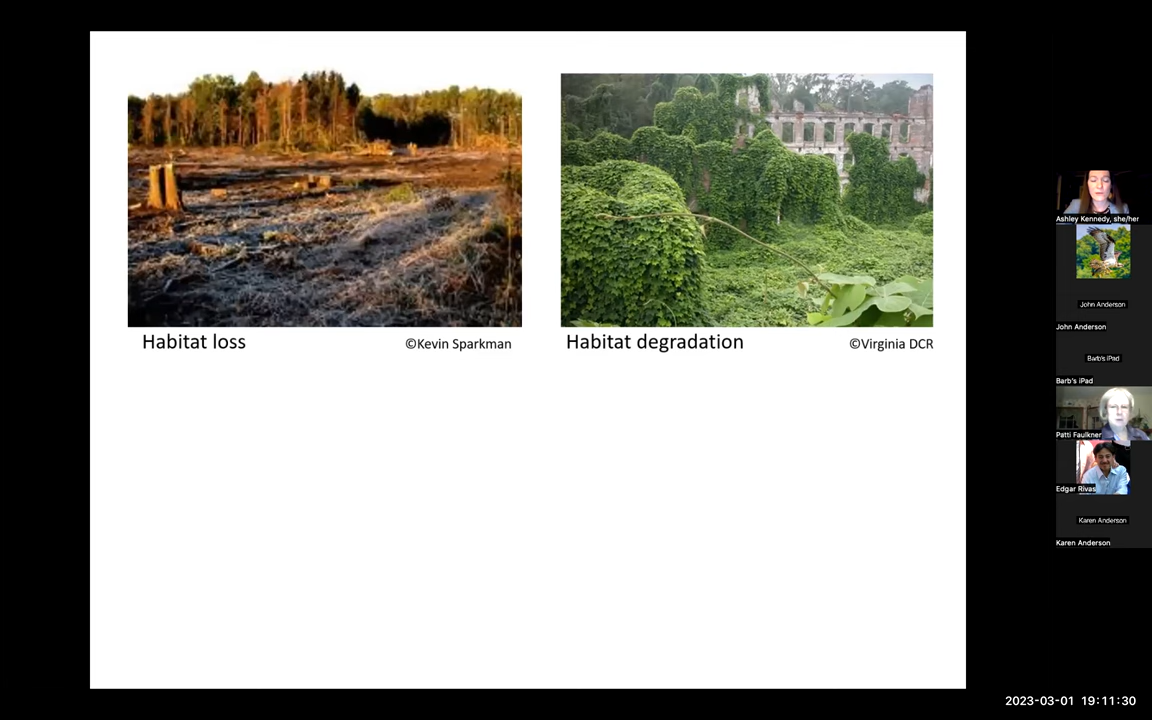 Habitat loss
©Kevin Sparkman
Habitat degradation
©Virginia DCR
Ashley Kennedy, she/her
John Anderson
John Anderson
Barb's iPad
Barb's iPad
Patti Faulkner
Edgar Rivas
Karen Anderson
Karen Anderson
2023-03-01 19:11:30